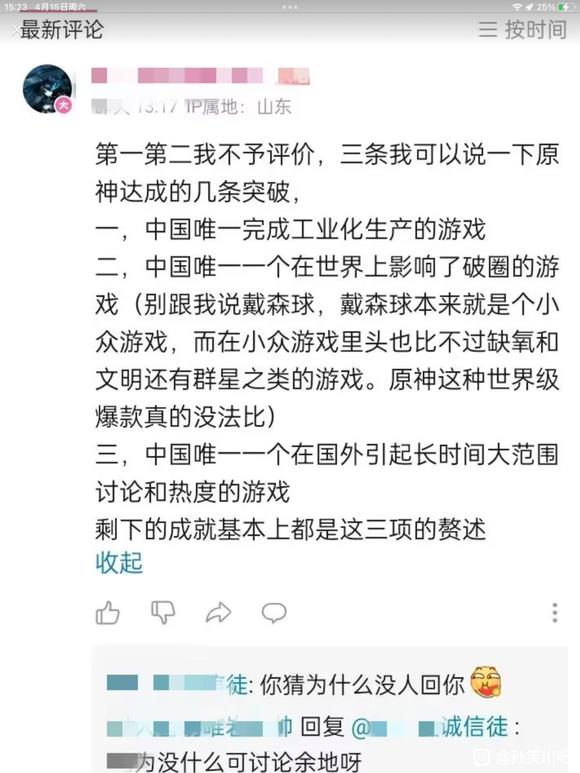 15:23 4月15日周六
25%
最新评论
按时间
13:17 IP属地：山东
第一第二我不予评价，三条我可以说一下原
神达成的几条突破，
一，中国唯一完成工业化生产的游戏
二，中国唯一一个在世界上影响了破圈的游
戏（别跟我说戴森球，戴森球本来就是个小
众游戏，而在小众游戏里头也比不过缺氧和
文明还有群星之类的游戏。原神这种世界级
爆款真的没法比）
三，中国唯一一个在国外引起长时间大范围
讨论和热度的游戏
剩下的成就基本上都是这三项的赘述
收起
徒: 你猜为什么没人回你
帅 回复 @ 诚信徒 :
为没什么可讨论余地呀
@孙笑川吧